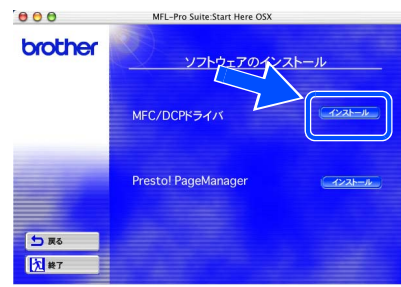 MFL-Pro Suite:Start Here OSX
brother
ソフトウェアのインストール
MFC/DCPドライバ
インストール
Presto! PageManager
インストール
戻る
終了